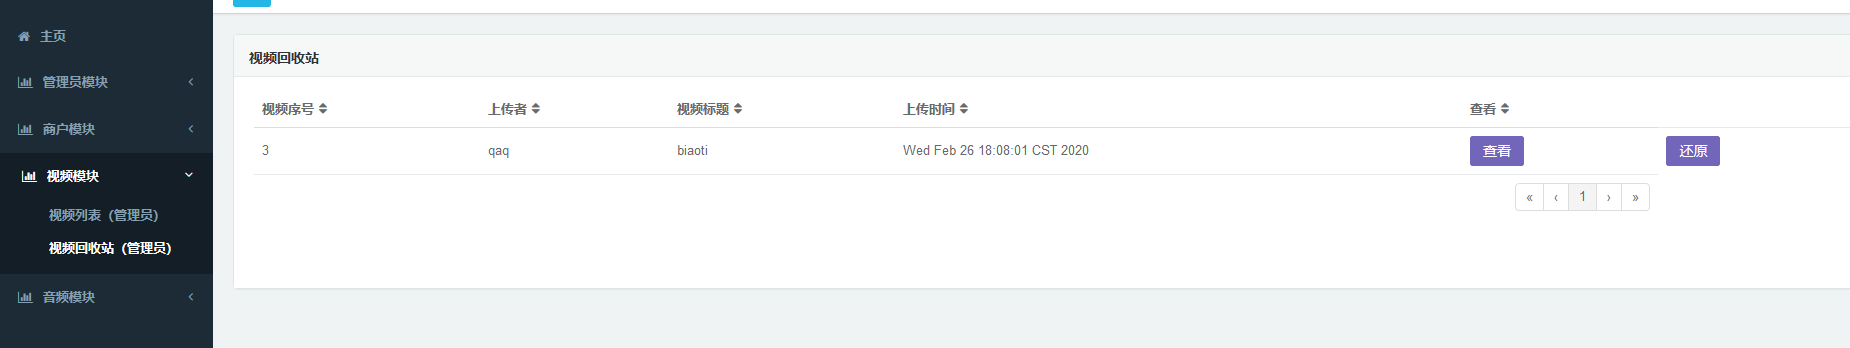 主页
管理员模块
商户模块
视频模块
视频列表（管理员）
视频回收站（管理员）
音频模块
视频回收站
视频序号 上传者 视频标题 上传时间 查看
3 qaq biaoti Wed Feb 26 18:08:01 CST 2020 查看 还原
« ‹ 1 › »